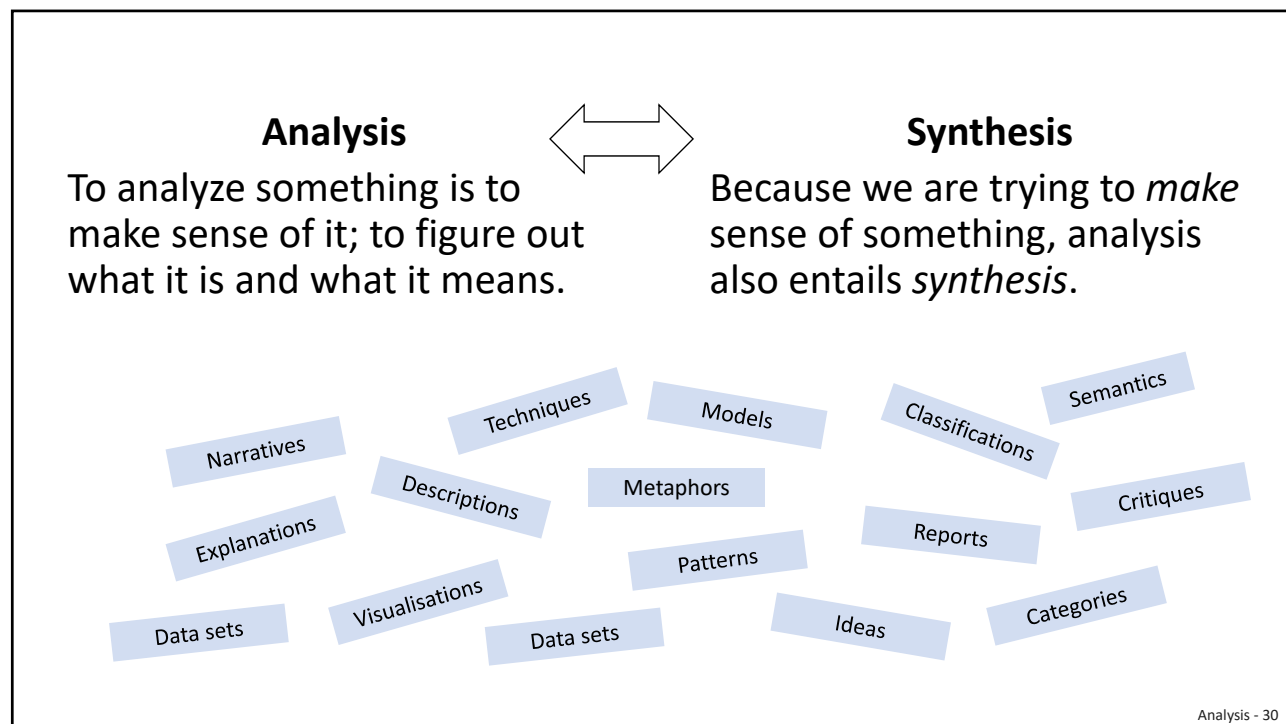 Analysis
Synthesis
To analyze something is to
make sense of it; to figure out
what it is and what it means.
Because we are trying to make
sense of something, analysis
also entails synthesis.
Semantics
Techniques
Models
Classifications
Narratives
Descriptions
Metaphors
Critiques
Explanations
Reports
Patterns
Visualisations
Categories
Data sets
Data sets
Ideas
Analysis - 30